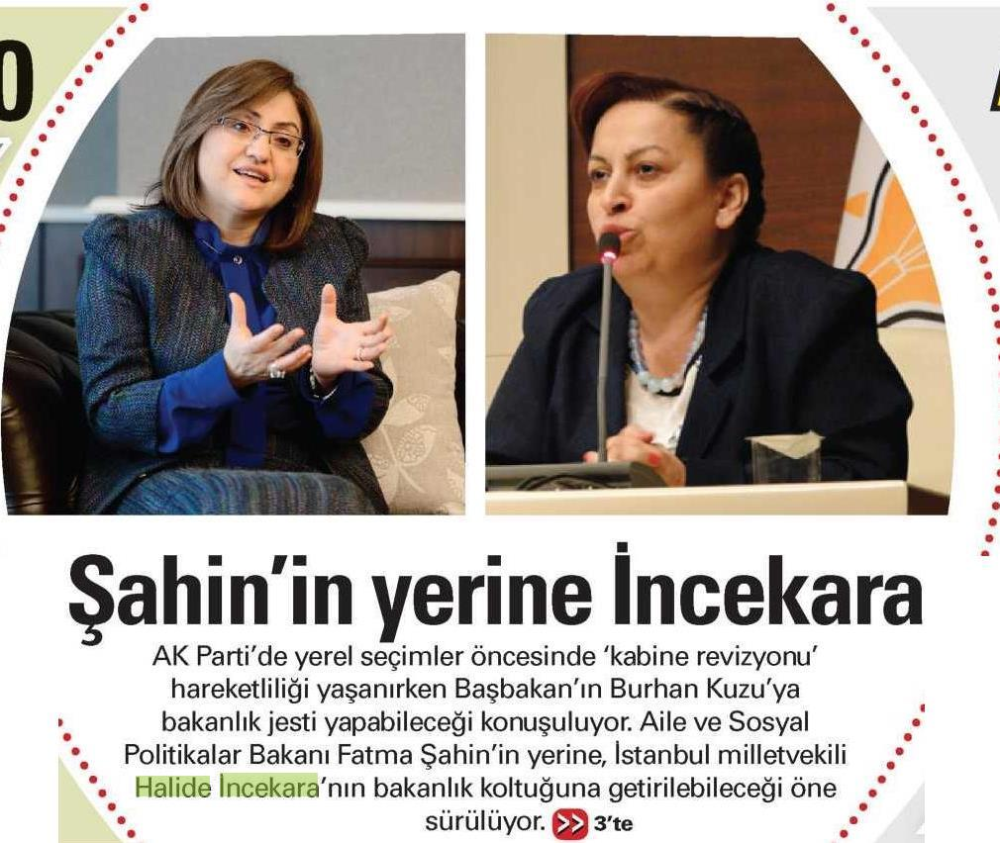 0
Şahin'in yerine İncekara
AK Parti'de yerel seçimler öncesinde ‘kabine revizyonu’
hareketliliği yaşanırken Başbakan’ın Burhan Kuzu’ya
bakanlık jesti yapabileceği konuşuluyor. Aile ve Sosyal
Politikalar Bakanı Fatma Şahin’in yerine, İstanbul milletvekili
Halide İncekara’nın bakanlık koltuğuna getirilebileceği öne
sürülüyor. >> 3’te